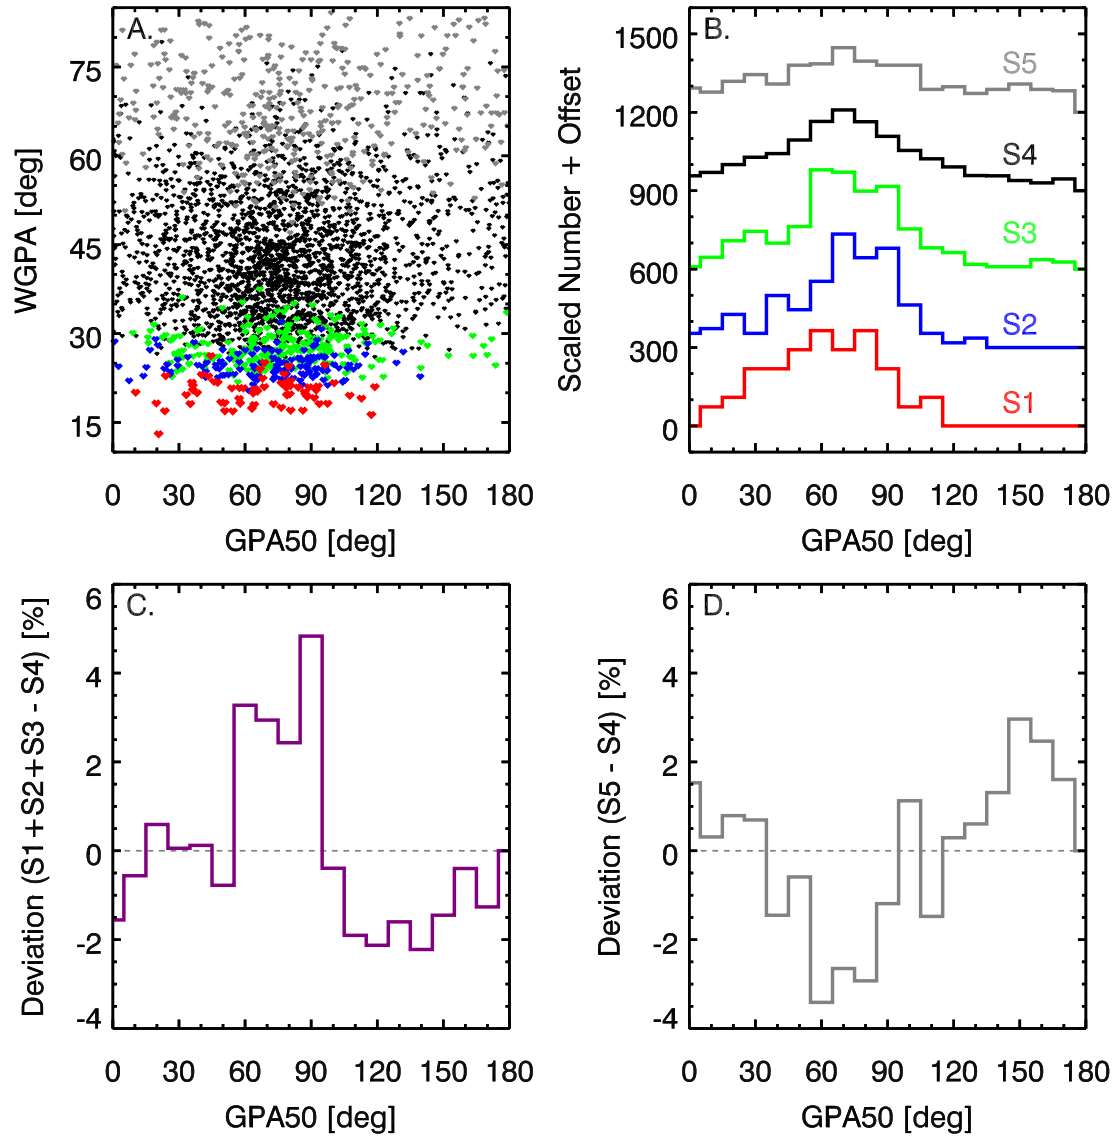 A.
75
60
45
30
15
WGPA [deg]
0 30 60 90 120 150 180
GPA50 [deg]
B.
1500
1200
900
600
300
0
Scaled Number + Offset
S5
S4
S3
S2
S1
0 30 60 90 120 150 180
GPA50 [deg]
C.
6
4
2
0
-2
-4
Deviation (S1+S2+S3 - S4) [%]
0 30 60 90 120 150 180
GPA50 [deg]
D.
6
4
2
0
-2
-4
Deviation (S5 - S4) [%]
0 30 60 90 120 150 180
GPA50 [deg]